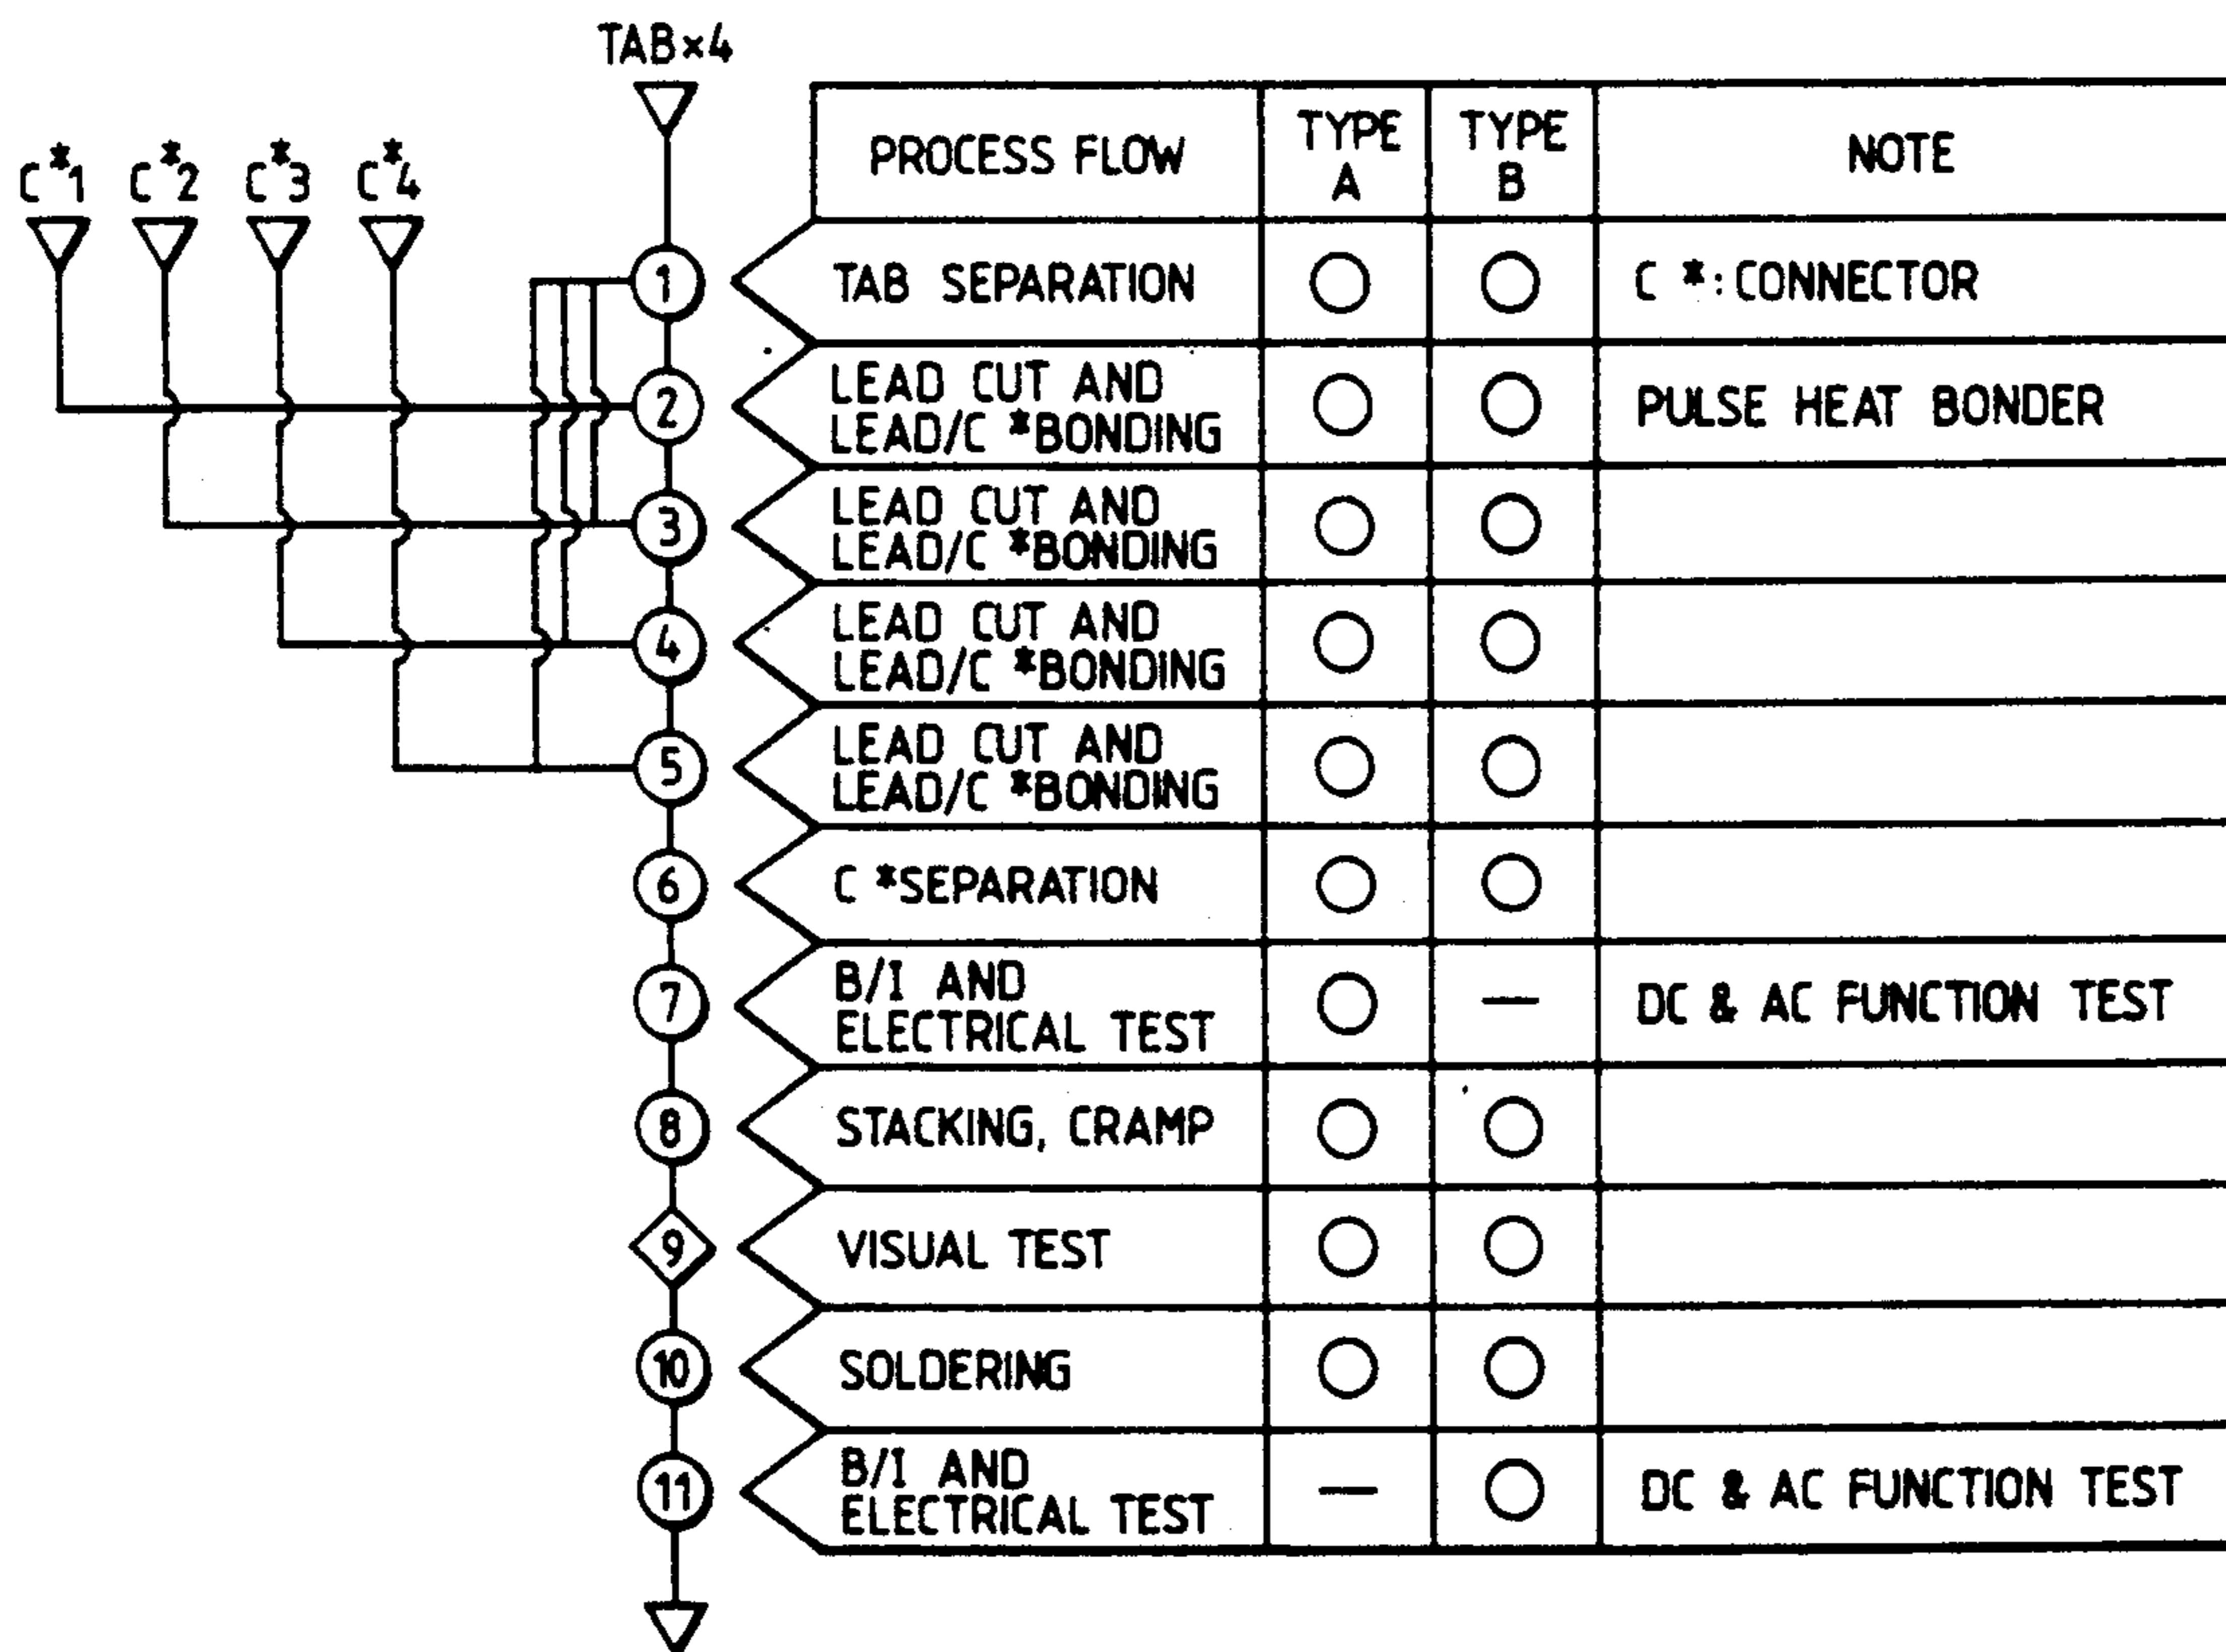 TAB×4
C*1 C*2 C*3 C*4
PROCESS FLOW TYPE A TYPE B NOTE
1 TAB SEPARATION ○ ○ C *: CONNECTOR
2 LEAD CUT AND
LEAD/C *BONDING ○ ○ PULSE HEAT BONDER
3 LEAD CUT AND
LEAD/C *BONDING ○ ○
4 LEAD CUT AND
LEAD/C *BONDING ○ ○
5 LEAD CUT AND
LEAD/C *BONDING ○ ○
6 C *SEPARATION ○ ○
7 B/I AND
ELECTRICAL TEST ○ — DC & AC FUNCTION TEST
8 STACKING, CRAMP ○ ○
9 VISUAL TEST ○ ○
10 SOLDERING ○ ○
11 B/I AND
ELECTRICAL TEST — ○ DC & AC FUNCTION TEST